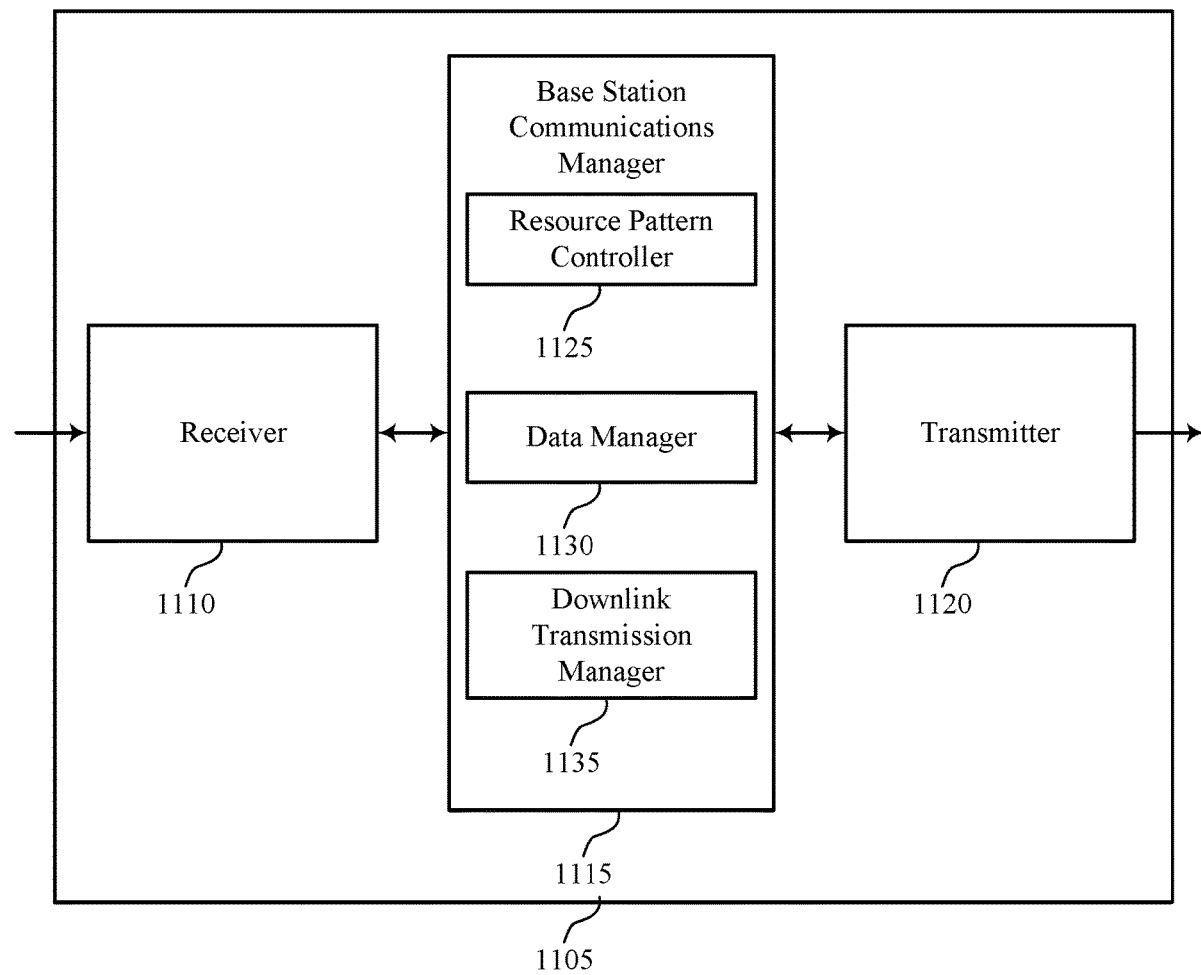 Base Station
Communications
Manager
Resource Pattern
Controller
1125
Receiver
1110
Data Manager
1130
Transmitter
1120
Downlink
Transmission
Manager
1135
1115
1105